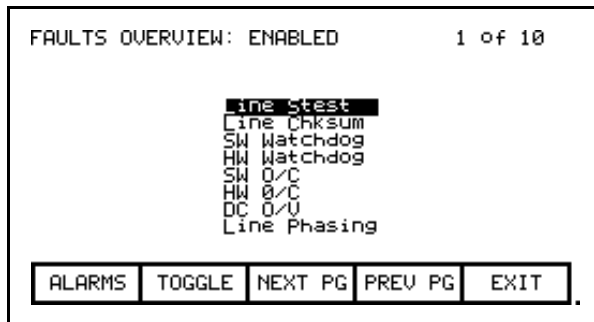 FAULTS OVERVIEW: ENABLED 1 of 10
Line Stest
Line Chksum
SW Watchdog
HW Watchdog
SW O/C
HW O/C
DC O/V
Line Phasing
ALARMS TOGGLE NEXT PG PREV PG EXIT